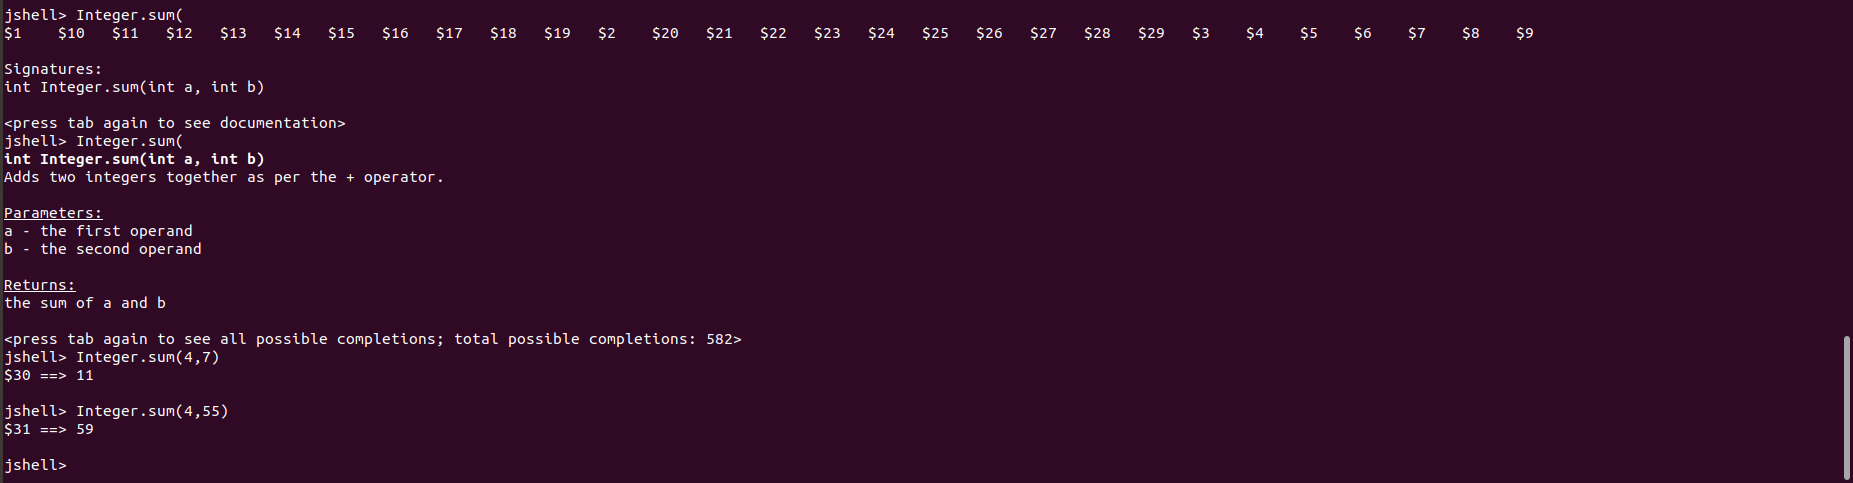 jshell> Integer.sum(
$1    $10   $11   $12   $13   $14   $15   $16   $17   $18   $19   $2    $20   $21   $22   $23   $24   $25   $26   $27   $28   $29   $3    $4    $5    $6    $7    $8    $9
Signatures:
int Integer.sum(int a, int b)
<press tab again to see documentation>
jshell> Integer.sum(
int Integer.sum(int a, int b)
Adds two integers together as per the + operator.
Parameters:
a - the first operand
b - the second operand
Returns:
the sum of a and b
<press tab again to see all possible completions; total possible completions: 582>
jshell> Integer.sum(4,7)
$30 ==> 11
jshell> Integer.sum(4,55)
$31 ==> 59
jshell>